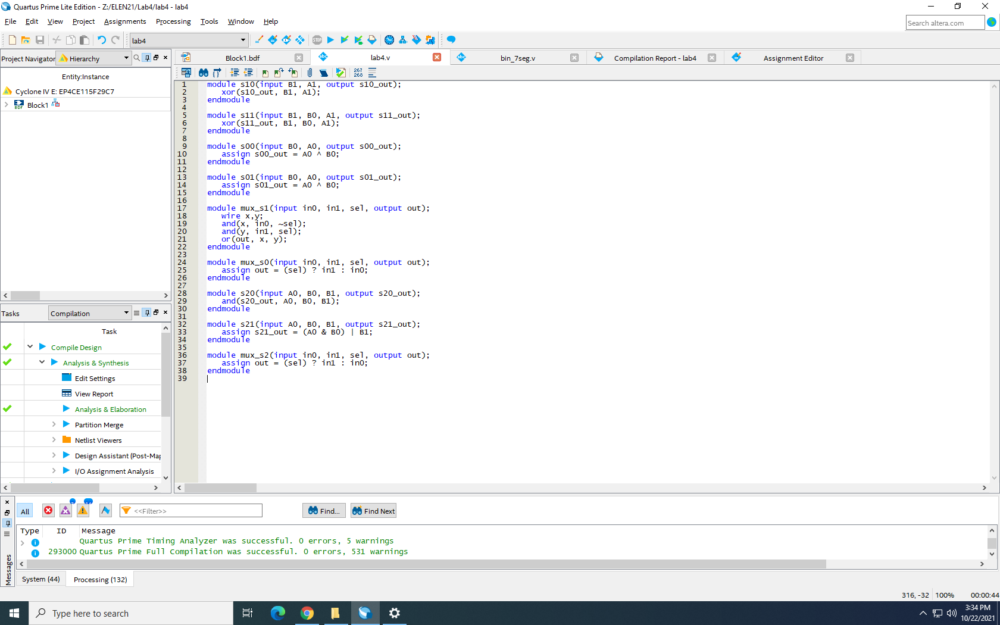 Quartus Prime Lite Edition - Z:/ELEN21/Lab4/lab4 - lab4
File Edit View Project Assignments Processing Tools Window Help
Search altera.com
lab4
Project Navigator Hierarchy
Block1.bdf lab4.v bin_7seg.v Compilation Report - lab4 Assignment Editor
Entity:Instance
Cyclone IV E: EP4CE115F29C7
Block1
267
268
1 module s10(input B1, A1, output s10_out);
2 xor(s10_out, B1, A1);
3 endmodule
4
5 module s11(input B1, B0, A1, output s11_out);
6 xor(s11_out, B1, B0, A1);
7 endmodule
8
9 module s00(input B0, A0, output s00_out);
10 assign s00_out = A0 ^ B0;
11 endmodule
12
13 module s01(input B0, A0, output s01_out);
14 assign s01_out = A0 ^ B0;
15 endmodule
16
17 module mux_s1(input in0, in1, sel, output out);
18 wire x,y;
19 and(x, in0, ~sel);
20 and(y, in1, sel);
21 or(out, x, y);
22 endmodule
23
24 module mux_s0(input in0, in1, sel, output out);
25 assign out = (sel) ? in1 : in0;
26 endmodule
27
28 module s20(input A0, B0, B1, output s20_out);
29 and(s20_out, A0, B0, B1);
30 endmodule
31
32 module s21(input A0, B0, B1, output s21_out);
33 assign s21_out = (A0 & B0) | B1;
34 endmodule
35
36 module mux_s2(input in0, in1, sel, output out);
37 assign out = (sel) ? in1 : in0;
38 endmodule
39
Tasks Compilation
Task
Compile Design
Analysis & Synthesis
Edit Settings
View Report
Analysis & Elaboration
Partition Merge
Netlist Viewers
Design Assistant (Post-Map
I/O Assignment Analysis
All <<Filter>> Find... Find Next
Type ID Message
Quartus Prime Timing Analyzer was successful. 0 errors, 5 warnings
293000 Quartus Prime Full Compilation was successful. 0 errors, 531 warnings
Messages
System (44) Processing (132)
316, -32 100% 00:00:44
Type here to search
3:34 PM
10/22/2021